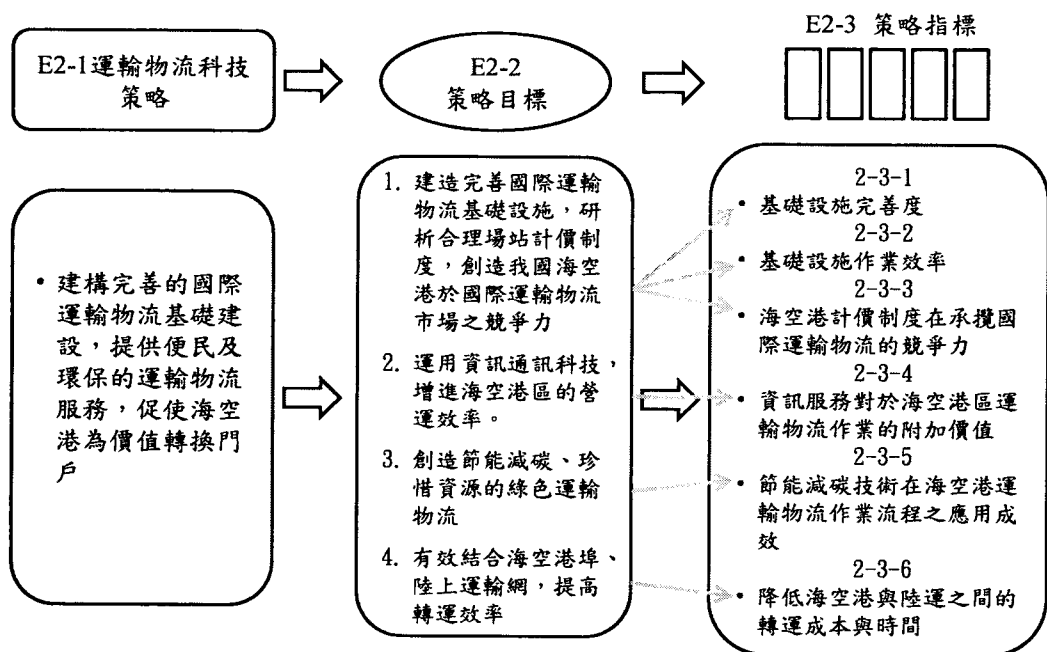 E2-1運輸物流科技
策略
E2-2
策略目標
E2-3 策略指標
• 建構完善的國際
運輸物流基礎建
設，提供便民及
環保的運輸物流
服務，促使海空
港為價值轉換門
戶
1. 建造完善國際運輸
物流基礎設施，研
析合理場站計價制
度，創造我國海空
港於國際運輸物流
市場之競爭力
2. 運用資訊通訊科技，
增進海空港區的營
運效率。
3. 創造節能減碳、珍
惜資源的綠色運輸
物流
4. 有效結合海空港埠、
陸上運輸網，提高
轉運效率
2-3-1
• 基礎設施完善度
2-3-2
• 基礎設施作業效率
2-3-3
• 海空港計價制度在承攬國
際運輸物流的競爭力
2-3-4
• 資訊服務對於海空港區運
輸物流作業的附加價值
2-3-5
• 節能減碳技術在海空港運
輸物流作業流程之應用成
效
2-3-6
• 降低海空港與陸運之間的
轉運成本與時間